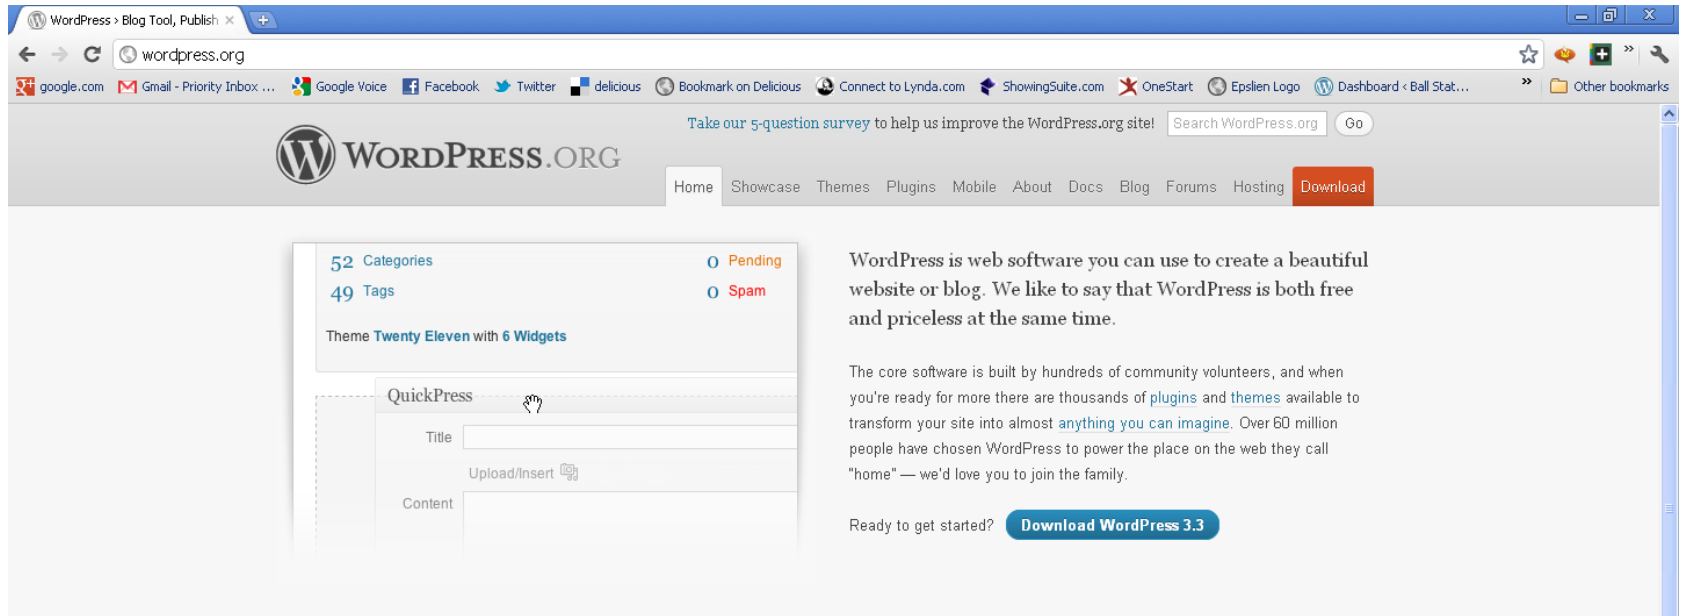 WordPress › Blog Tool, Publish
wordpress.org
google.com Gmail - Priority Inbox ... Google Voice Facebook Twitter delicious Bookmark on Delicious Connect to Lynda.com ShowingSuite.com OneStart Epslien Logo Dashboard ‹ Ball Stat... » Other bookmarks
Take our 5-question survey to help us improve the WordPress.org site! Search WordPress.org Go
WORDPRESS.ORG
Home Showcase Themes Plugins Mobile About Docs Blog Forums Hosting Download
52 Categories 0 Pending
49 Tags 0 Spam
Theme Twenty Eleven with 6 Widgets
QuickPress
Title
Upload/Insert
Content
WordPress is web software you can use to create a beautiful
website or blog. We like to say that WordPress is both free
and priceless at the same time.
The core software is built by hundreds of community volunteers, and when
you're ready for more there are thousands of plugins and themes available to
transform your site into almost anything you can imagine. Over 60 million
people have chosen WordPress to power the place on the web they call
"home" — we'd love you to join the family.
Ready to get started? Download WordPress 3.3